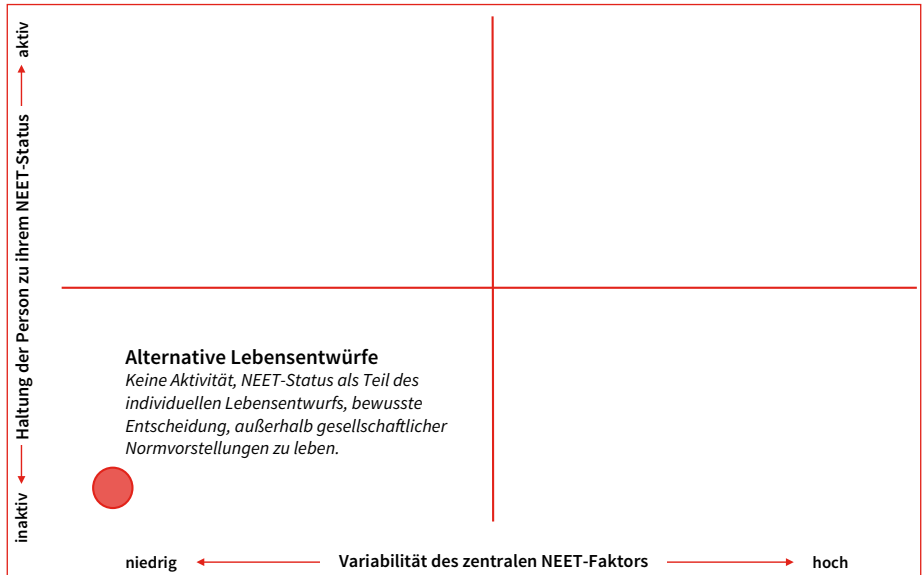 aktiv
Haltung der Person zu ihrem NEET-Status
inaktiv
Alternative Lebensentwürfe
Keine Aktivität, NEET-Status als Teil des
individuellen Lebensentwurfs, bewusste
Entscheidung, außerhalb gesellschaftlicher
Normvorstellungen zu leben.
niedrig
Variabilität des zentralen NEET-Faktors
hoch